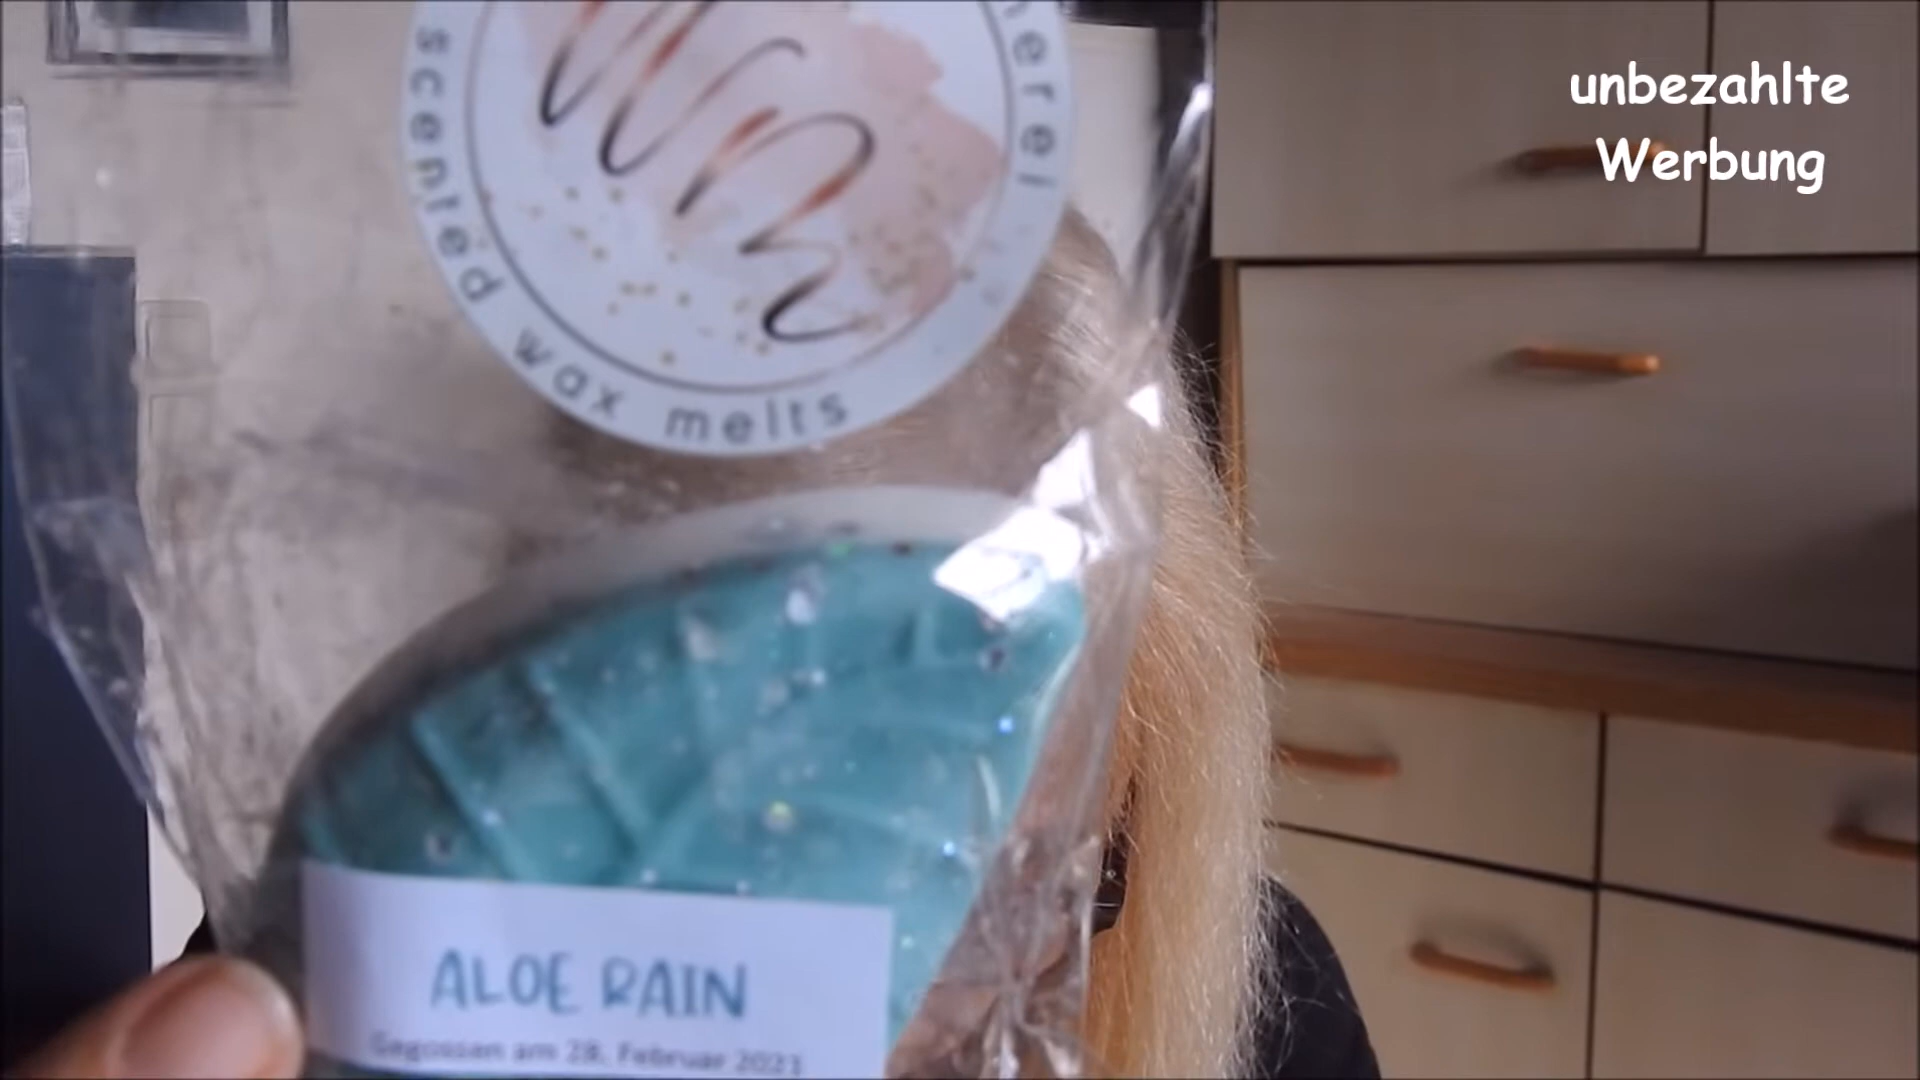 unbezahlte
Werbung
scented wax melts
ALOE RAIN
Gegossen am 28. Februar 2021